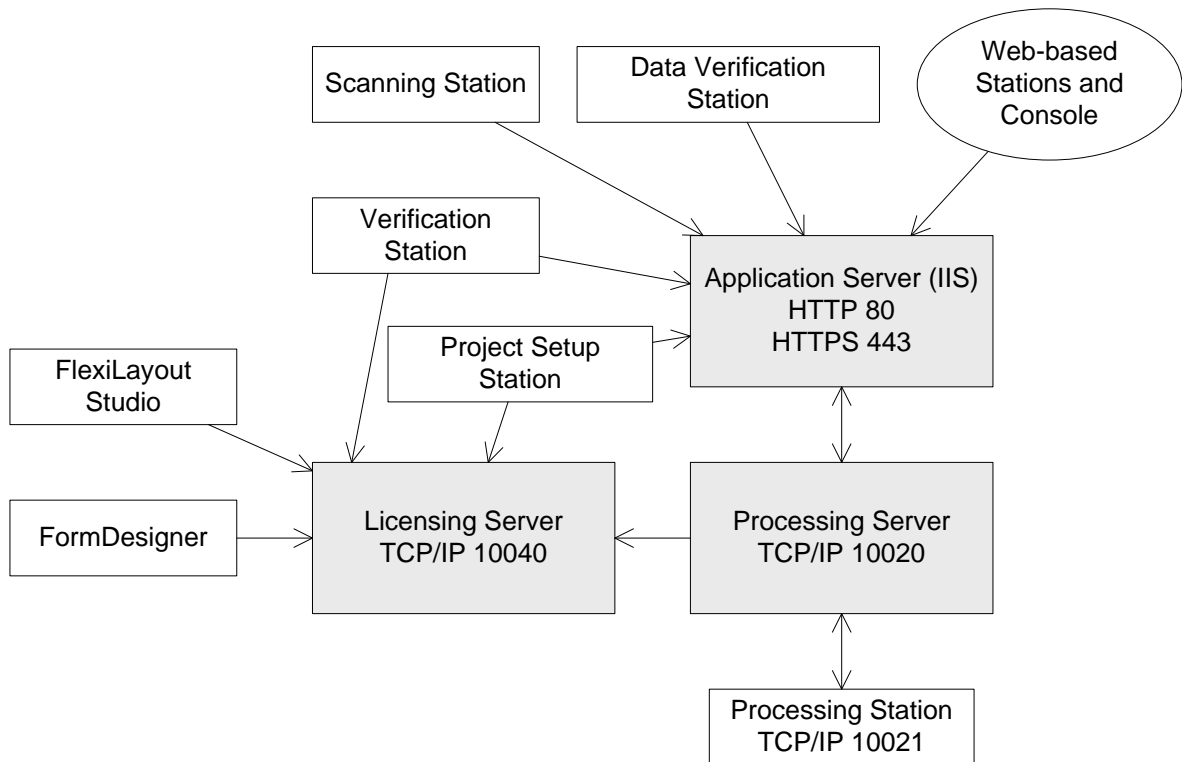 Scanning Station
Data Verification
Station
Web-based
Stations and
Console
Verification
Station
Application Server (IIS)
HTTP 80
HTTPS 443
Project Setup
Station
FlexiLayout
Studio
FormDesigner
Licensing Server
TCP/IP 10040
Processing Server
TCP/IP 10020
Processing Station
TCP/IP 10021